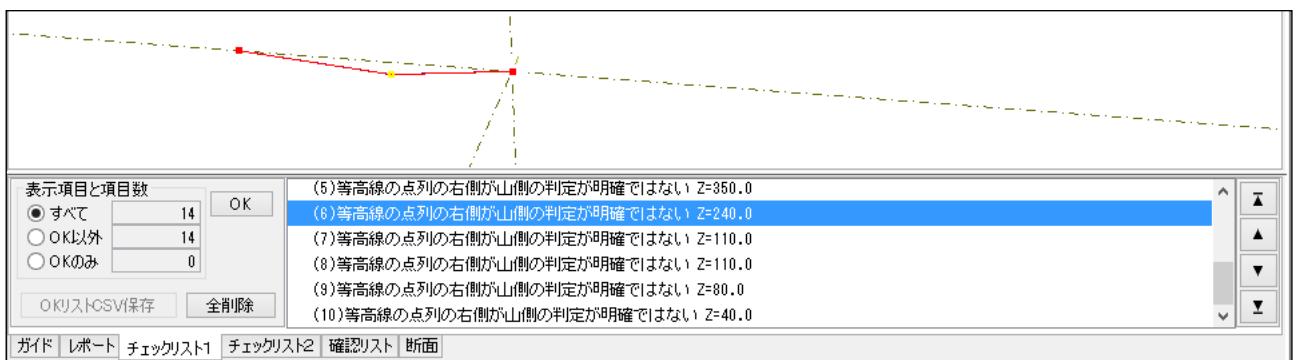 表示項目と項目数
すべて 14
OK以外 14
OKのみ 0
OK
OKリストCSV保存
全削除
(5)等高線の点列の右側が山側の判定が明確ではない Z=350.0
(6)等高線の点列の右側が山側の判定が明確ではない Z=240.0
(7)等高線の点列の右側が山側の判定が明確ではない Z=110.0
(8)等高線の点列の右側が山側の判定が明確ではない Z=110.0
(9)等高線の点列の右側が山側の判定が明確ではない Z=80.0
(10)等高線の点列の右側が山側の判定が明確ではない Z=40.0
ガイド レポート チェックリスト1 チェックリスト2 確認リスト 断面